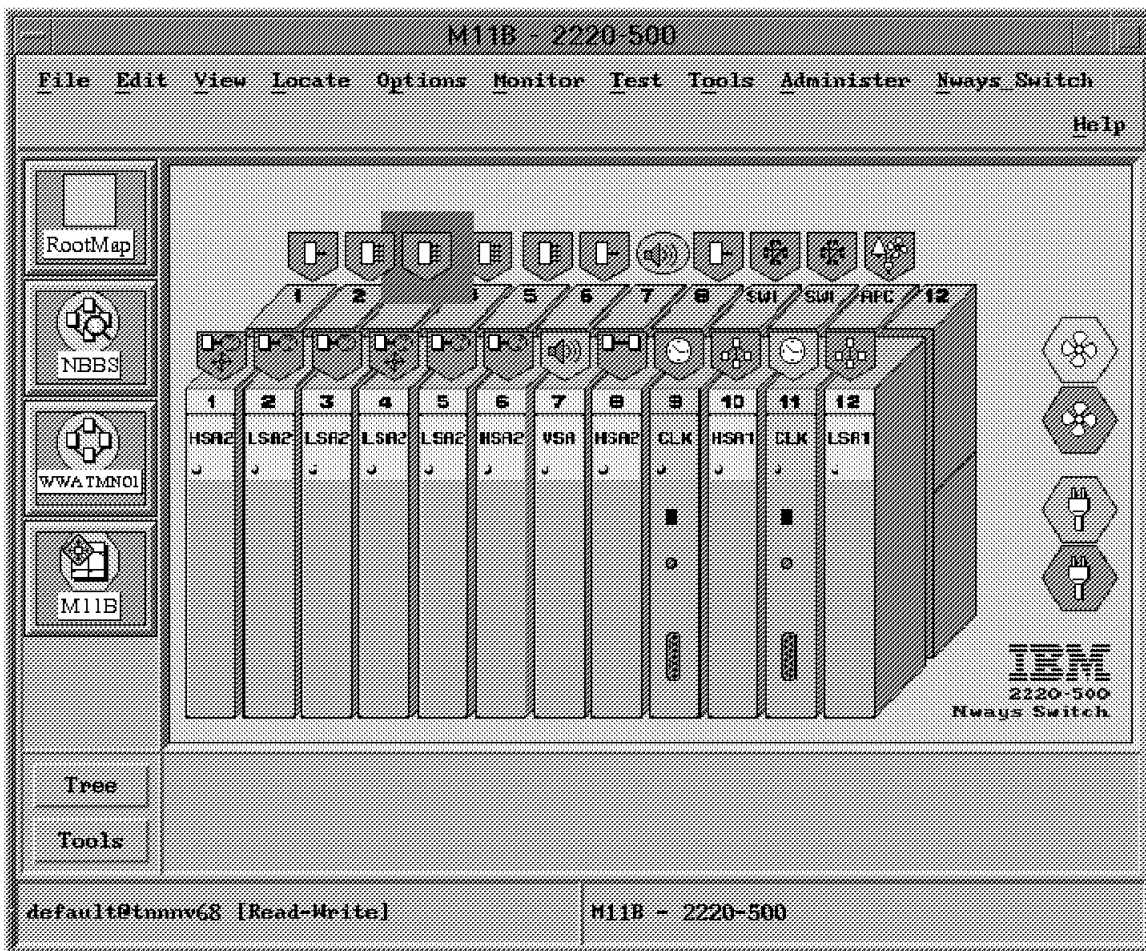 M11B - 2220-500
File Edit View Locate Options Monitor Test Tools Administer Nways_Switch
Help
RootMap
NBBS
WWATMN01
M11B
1 2 4 5 6 7 8 SWI SWI APC 12
1 2 3 4 5 6 7 8 9 10 11 12
HSA2 LSA2 LSA2 LSA2 LSA2 HSA2 VSA HSA2 CLK HSA1 CLK LSA1
IBM
2220-500
Nways Switch
Tree
Tools
default@tnnnv68 [Read-Write]
M11B - 2220-500